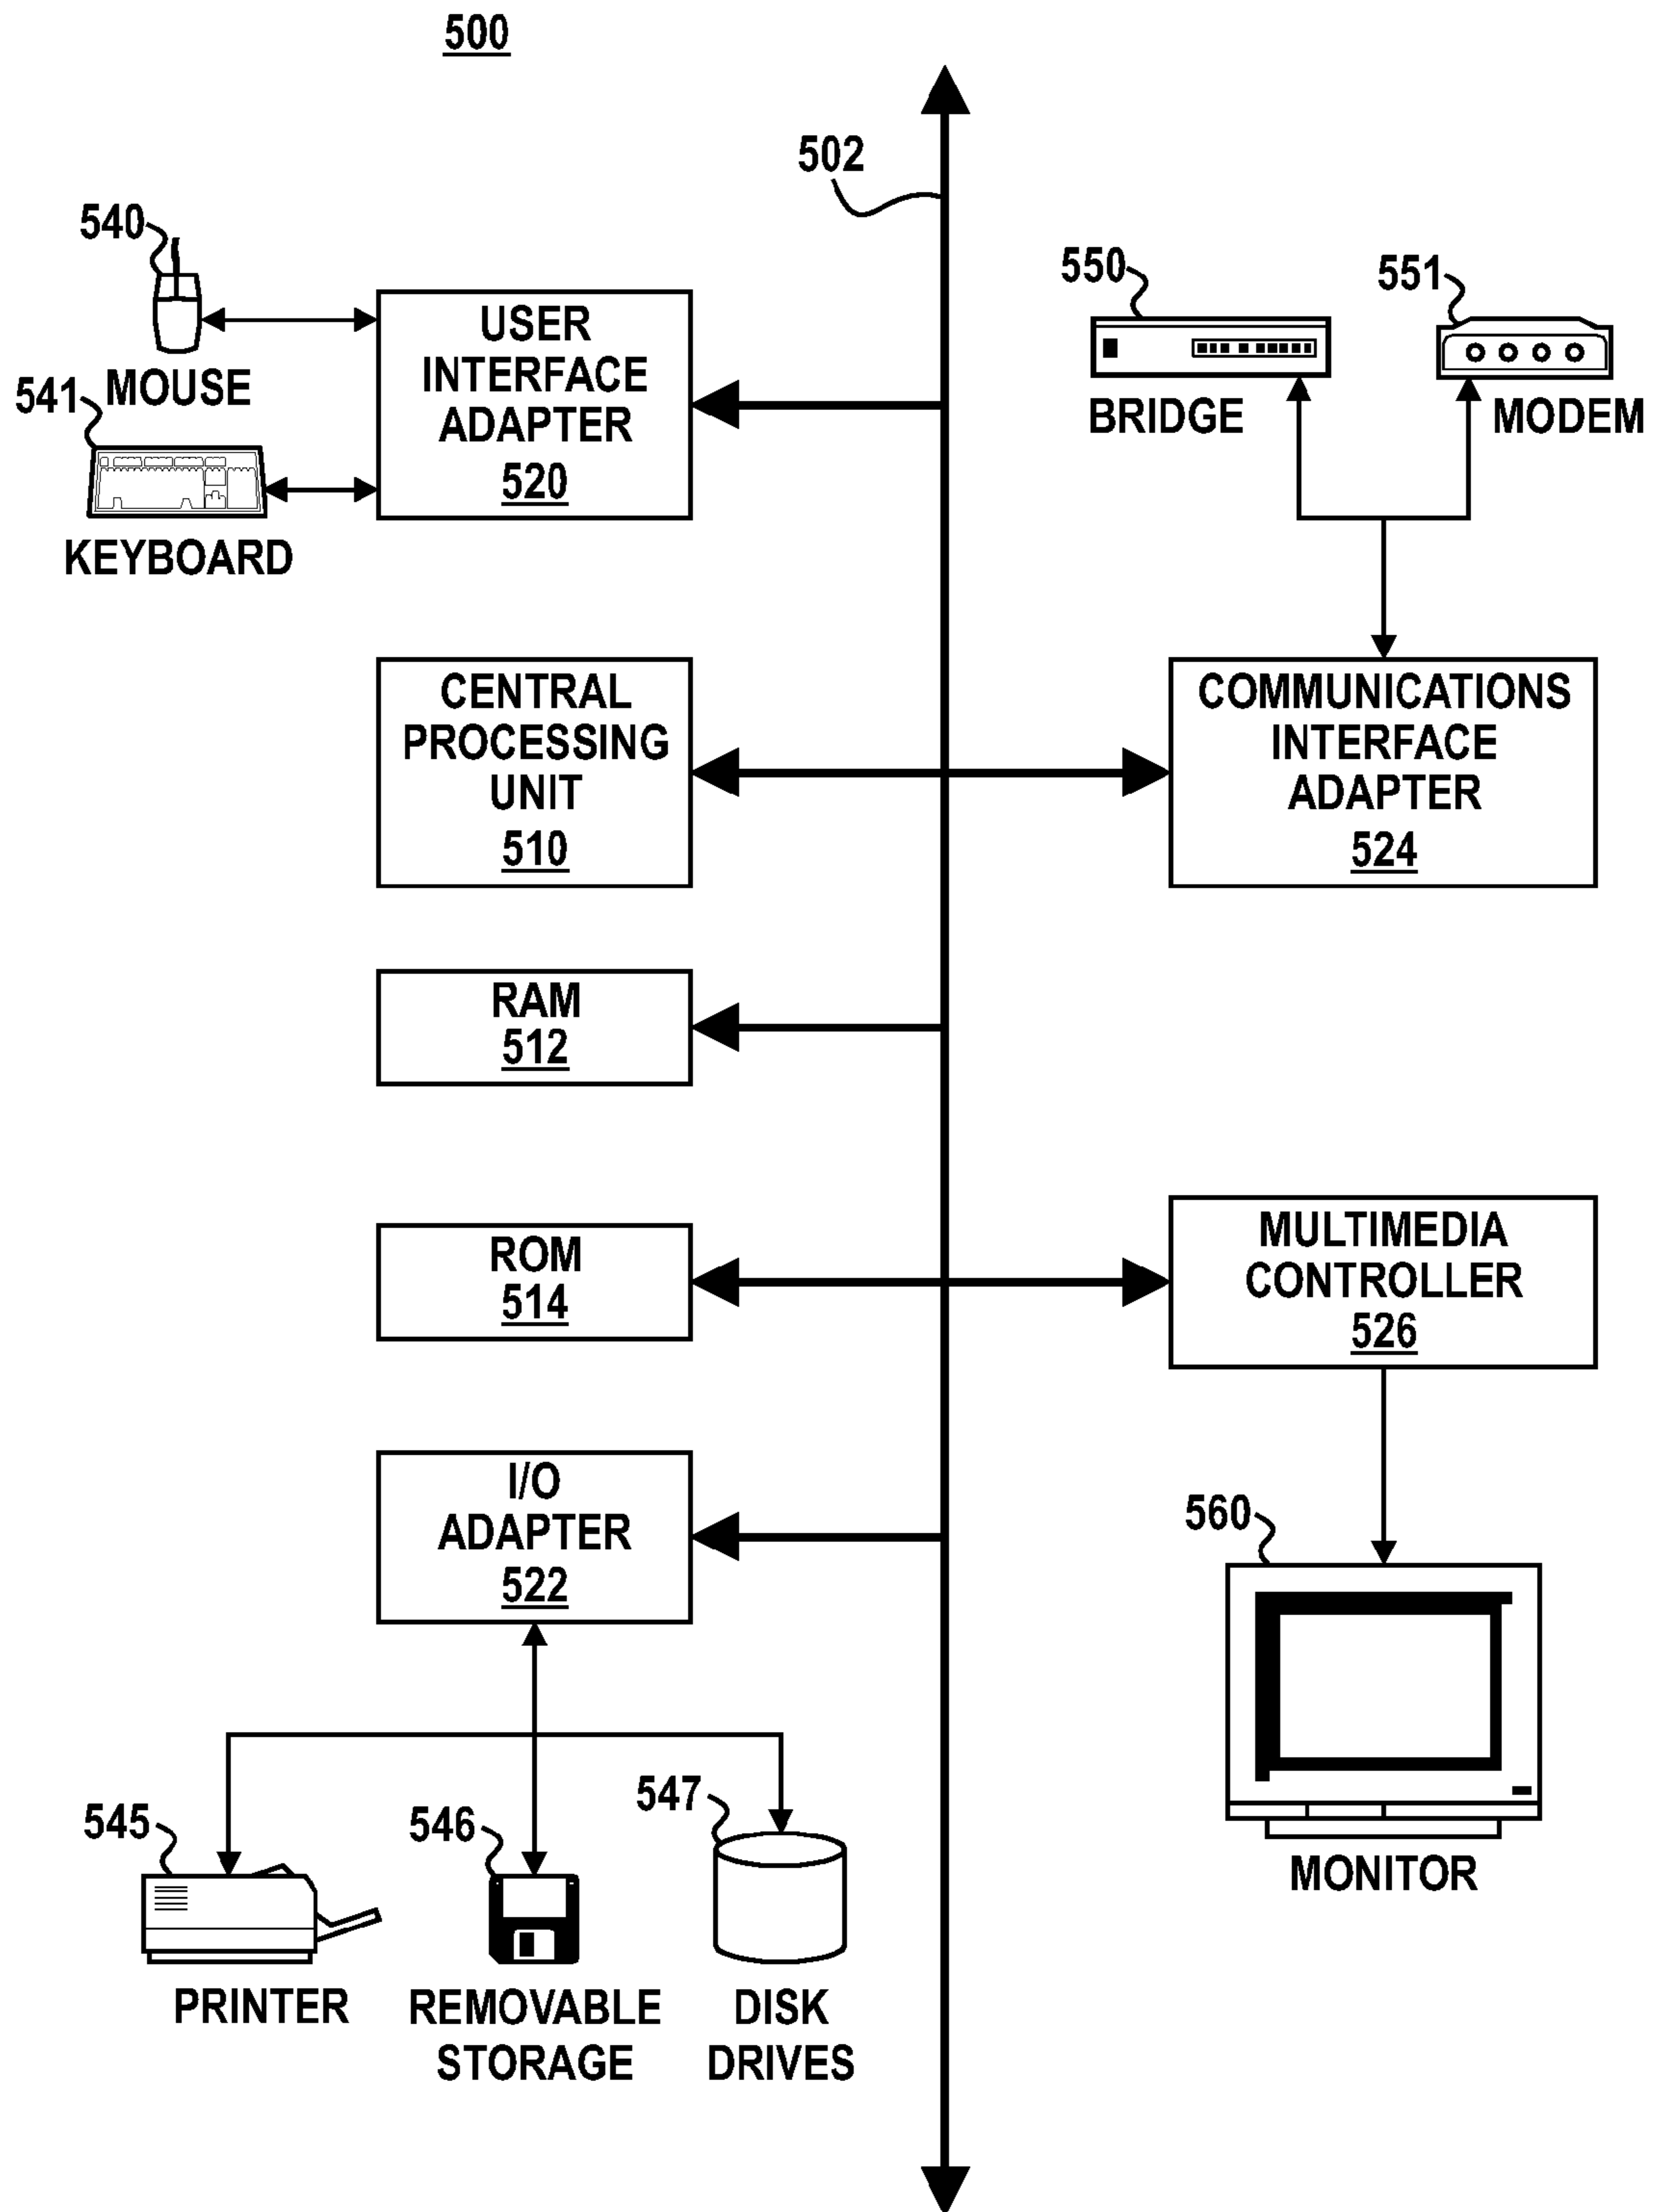 500
502
540
MOUSE
541
KEYBOARD
USER
INTERFACE
ADAPTER
520
550
BRIDGE
551
MODEM
CENTRAL
PROCESSING
UNIT
510
COMMUNICATIONS
INTERFACE
ADAPTER
524
RAM
512
ROM
514
MULTIMEDIA
CONTROLLER
526
I/O
ADAPTER
522
560
MONITOR
545
PRINTER
546
REMOVABLE
STORAGE
547
DISK
DRIVES